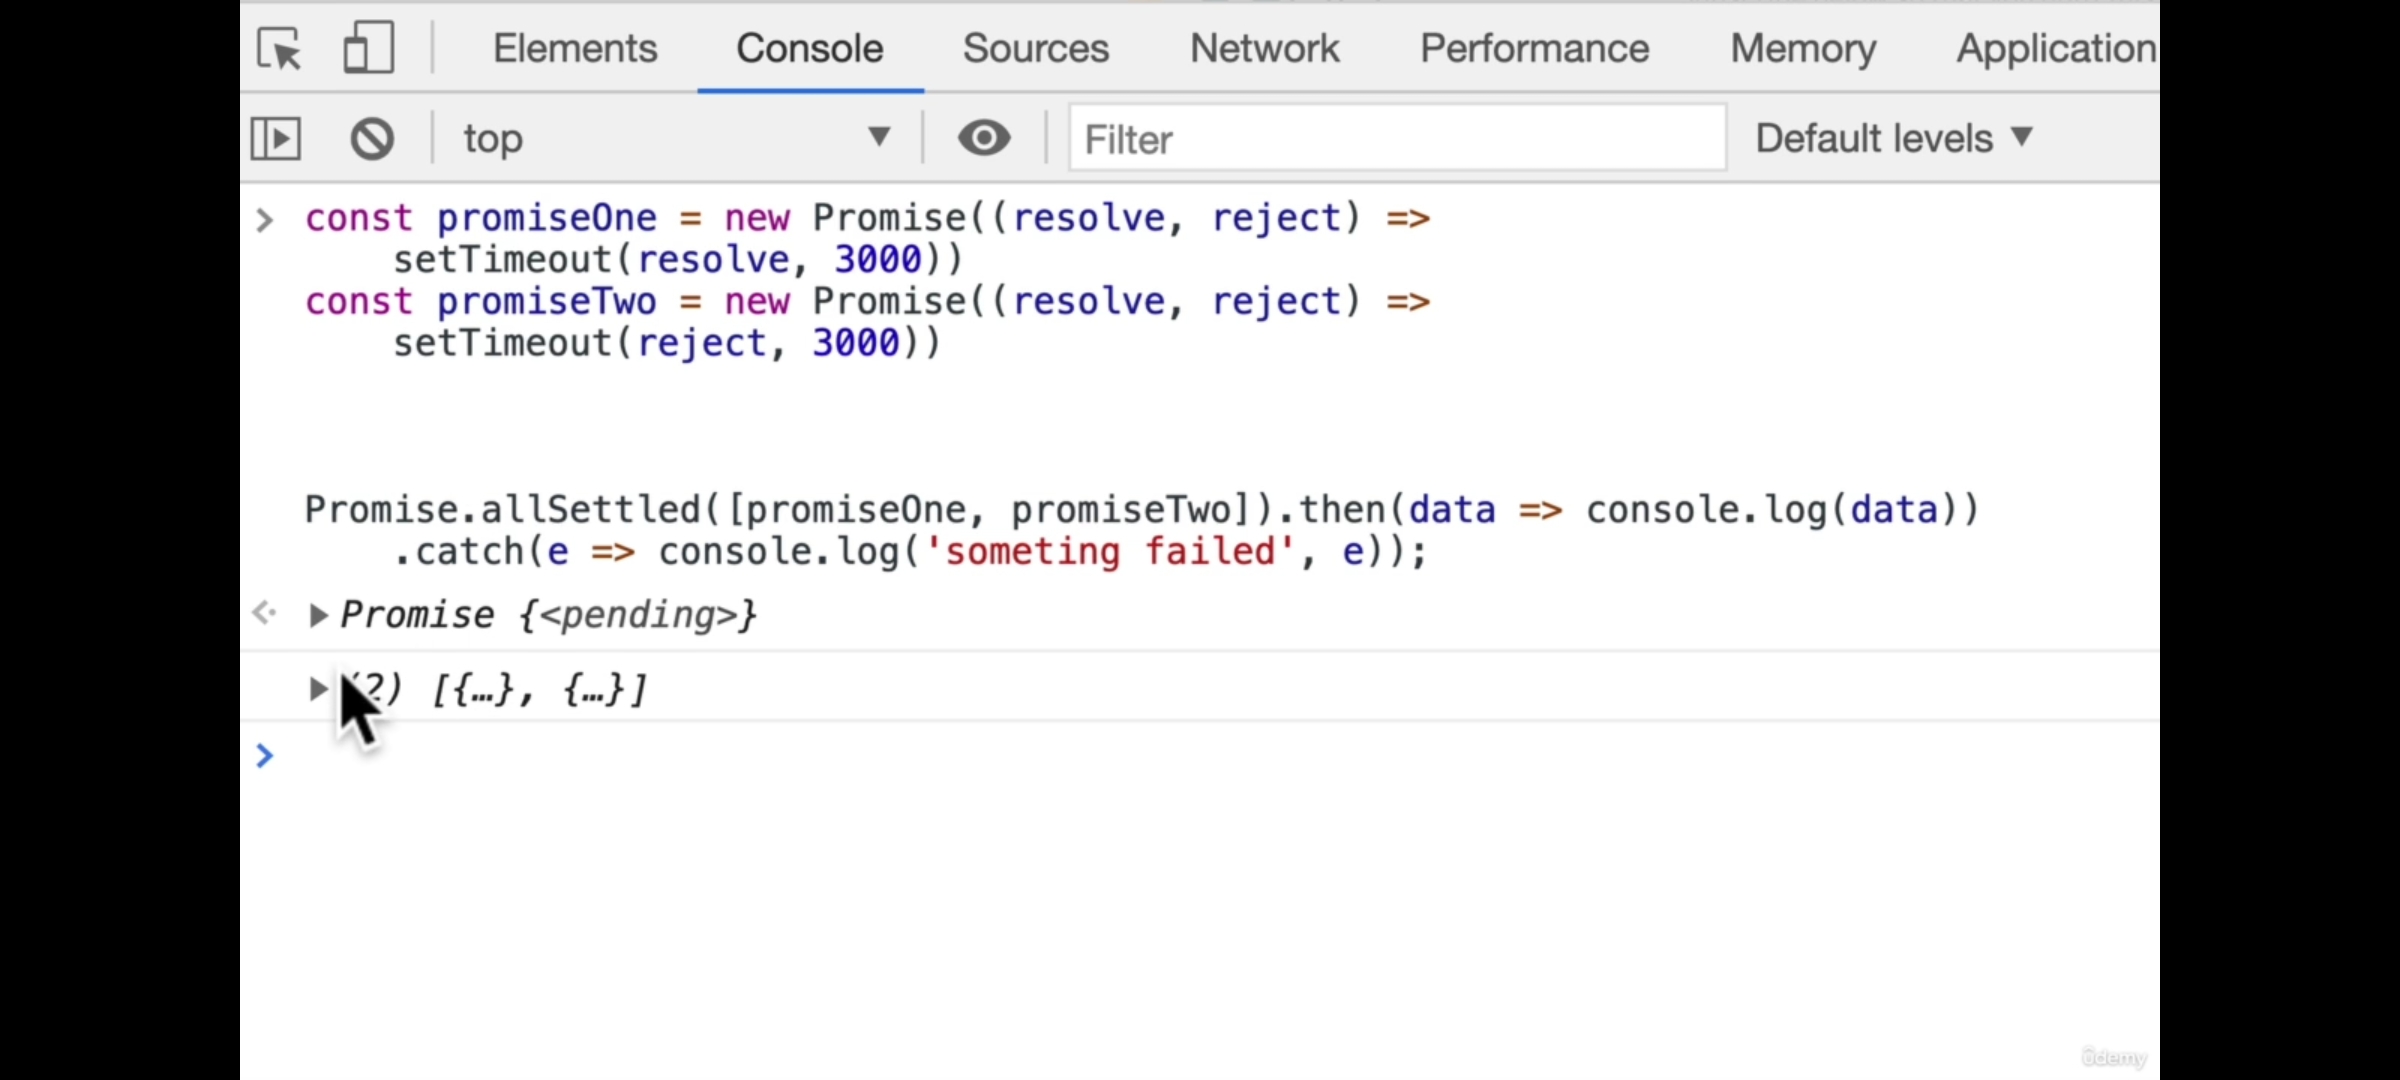 Elements Console Sources Network Performance Memory Application
top Filter Default levels
const promiseOne = new Promise((resolve, reject) =>
setTimeout(resolve, 3000))
const promiseTwo = new Promise((resolve, reject) =>
setTimeout(reject, 3000))
Promise.allSettled([promiseOne, promiseTwo]).then(data => console.log(data))
.catch(e => console.log('someting failed', e));
Promise {<pending>}
(2) [{…}, {…}]
ûdemy